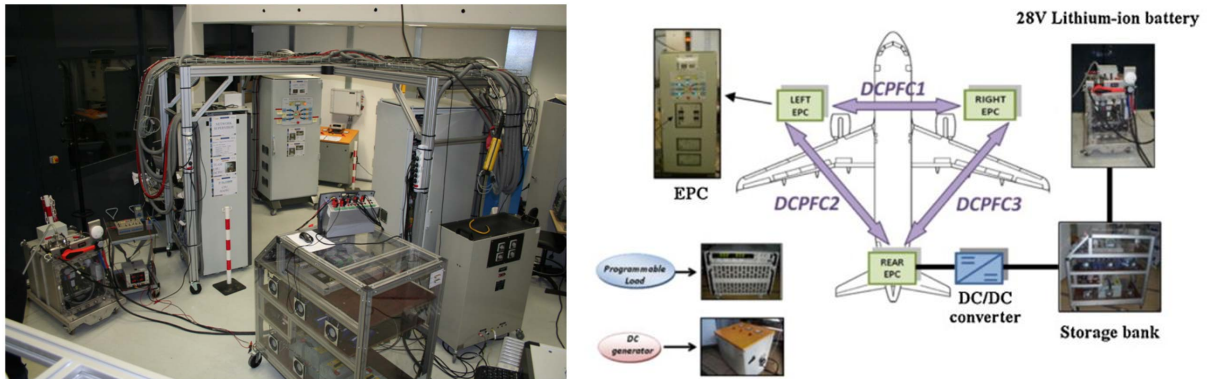 28V Lithium-ion battery
DCPFC1
LEFT
EPC
RIGHT
EPC
EPC
DCPFC2
DCPFC3
Programmable
Load
REAR
EPC
DC/DC
converter
Storage bank
DC
generator